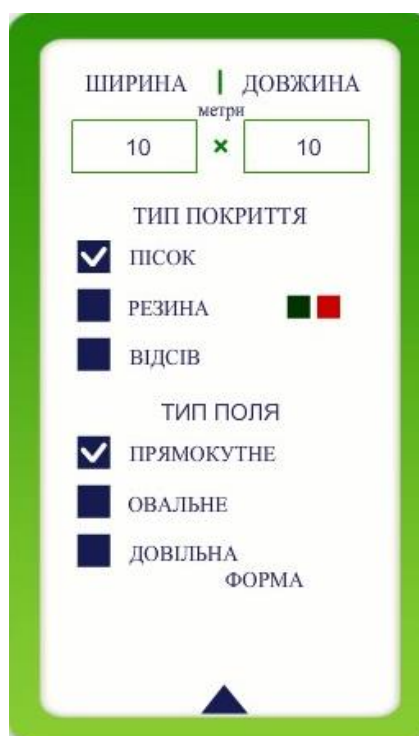 ШИРИНА | ДОВЖИНА
метри
10 × 10
ТИП ПОКРИТТЯ
ПІСОК
РЕЗИНА
ВІДСІВ
ТИП ПОЛЯ
ПРЯМОКУТНЕ
ОВАЛЬНЕ
ДОВІЛЬНА
ФОРМА